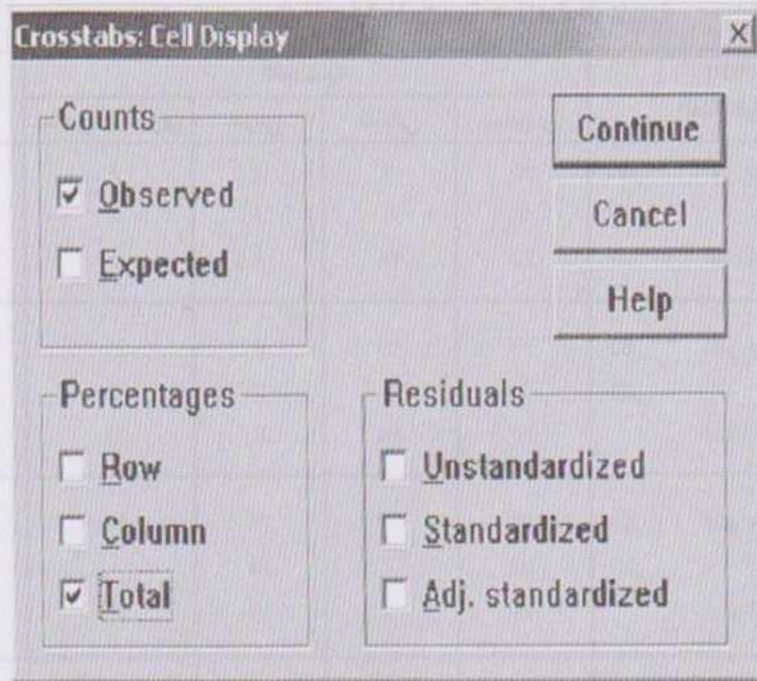 Crosstabs: Cell Display
Counts
Observed
Expected
Continue
Cancel
Help
Percentages
Row
Column
Total
Residuals
Unstandardized
Standardized
Adj. standardized